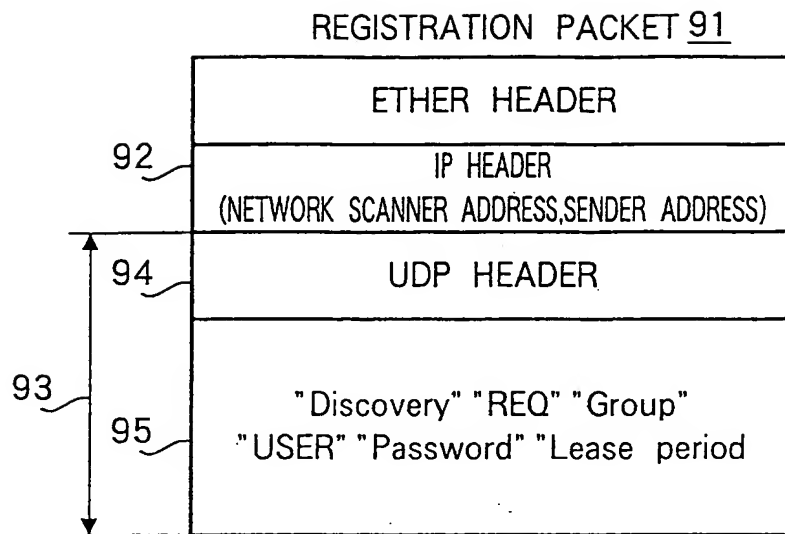 REGISTRATION PACKET 91
ETHER HEADER
92
IP HEADER
(NETWORK SCANNER ADDRESS,SENDER ADDRESS)
94
UDP HEADER
93
95
"Discovery" "REQ" "Group"
"USER" "Password" "Lease period